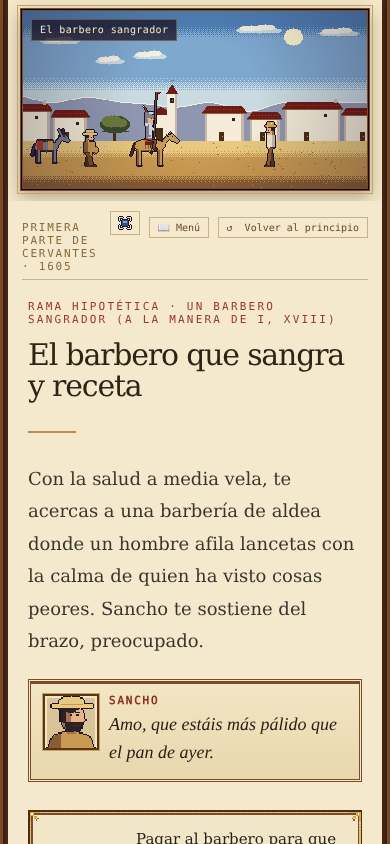 El barbero sangrador
PRIMERA
PARTE DE
CERVANTES
· 1605
📖 Menú
↺ Volver al principio
RAMA HIPOTÉTICA · UN BARBERO
SANGRADOR (A LA MANERA DE I, XVIII)
El barbero que sangra
y receta
Con la salud a media vela, te
acercas a una barbería de aldea
donde un hombre afila lancetas con
la calma de quien ha visto cosas
peores. Sancho te sostiene del
brazo, preocupado.
SANCHO
Amo, que estáis más pálido que
el pan de ayer.
Pagar al barbero para que